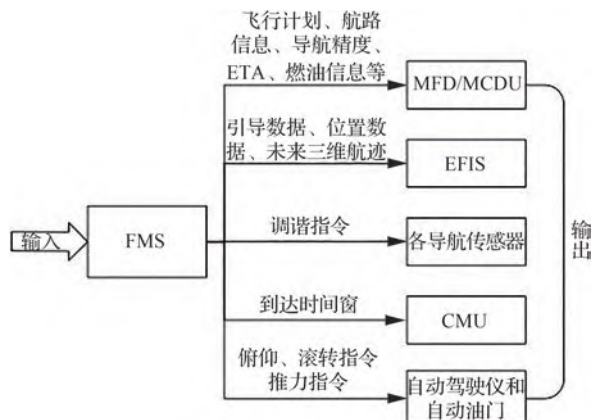 飞行计划、航路
信息、导航精度、
ETA、燃油信息等
MFD/MCDU
引导数据、位置数
据、未来三维航迹
EFIS
输入
FMS
调谐指令
各导航传感器
输出
到达时间窗
CMU
俯仰、滚转指令
推力指令
自动驾驶仪和
自动油门